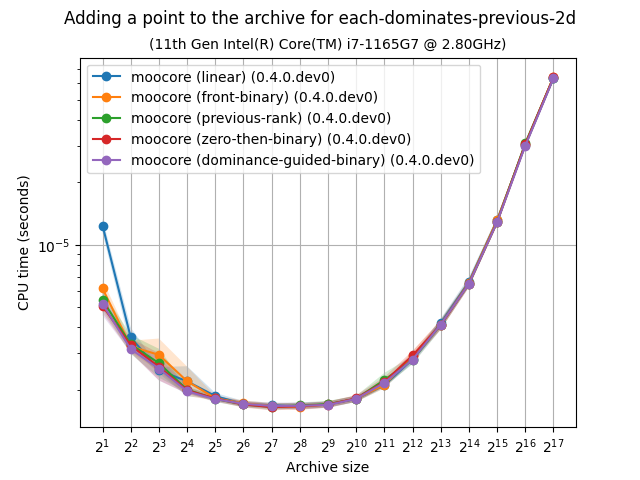 Adding a point to the archive for each-dominates-previous-2d
(11th Gen Intel(R) Core(TM) i7-1165G7 @ 2.80GHz)
moocore (linear) (0.4.0.dev0)
moocore (front-binary) (0.4.0.dev0)
moocore (previous-rank) (0.4.0.dev0)
moocore (zero-then-binary) (0.4.0.dev0)
moocore (dominance-guided-binary) (0.4.0.dev0)
CPU time (seconds)
10⁻⁵
2¹ 2² 2³ 2⁴ 2⁵ 2⁶ 2⁷ 2⁸ 2⁹ 2¹⁰ 2¹¹ 2¹² 2¹³ 2¹⁴ 2¹⁵ 2¹⁶ 2¹⁷
Archive size